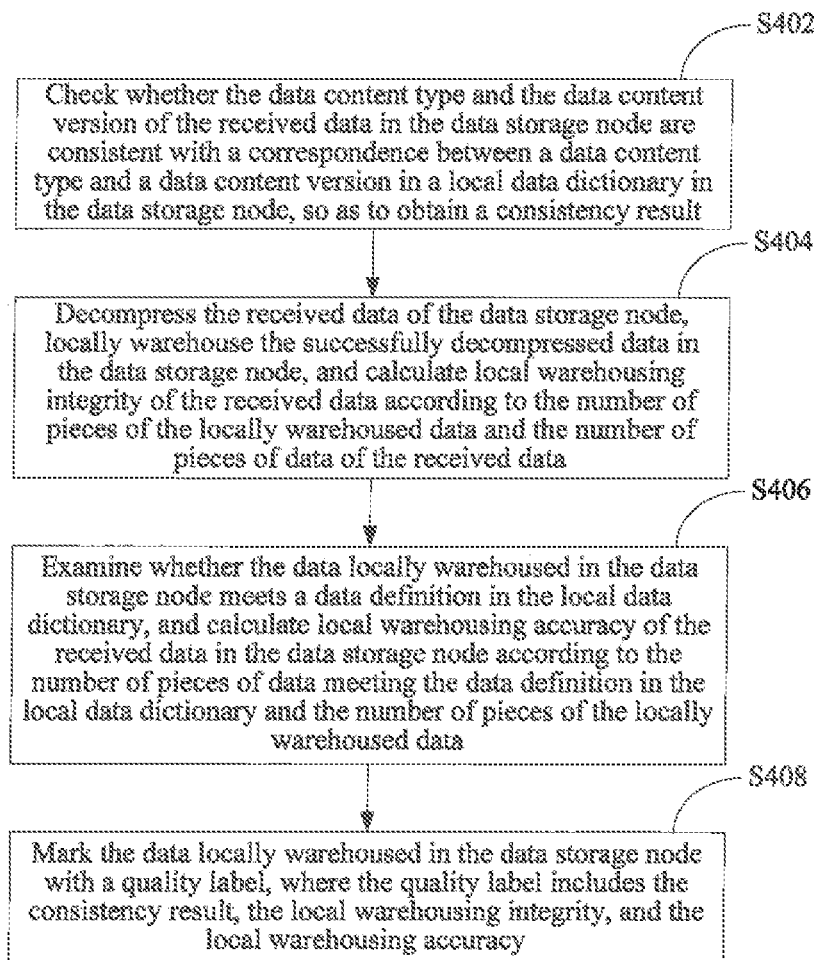 S402
Check whether the data content type and the data content
version of the received data in the data storage node are
consistent with a correspondence between a data content
type and a data content version in a local data dictionary in
the data storage node, so as to obtain a consistency result
S404
Decompress the received data of the data storage node,
locally warehouse the successfully decompressed data in
the data storage node, and calculate local warehousing
integrity of the received data according to the number of
pieces of the locally warehoused data and the number of
pieces of data of the received data
S406
Examine whether the data locally warehoused in the data
storage node meets a data definition in the local data
dictionary, and calculate local warehousing accuracy of the
received data in the data storage node according to the
number of pieces of data meeting the data definition in the
local data dictionary and the number of pieces of the locally
warehoused data
S408
Mark the data locally warehoused in the data storage node
with a quality label, where the quality label includes the
consistency result, the local warehousing integrity, and the
local warehousing accuracy